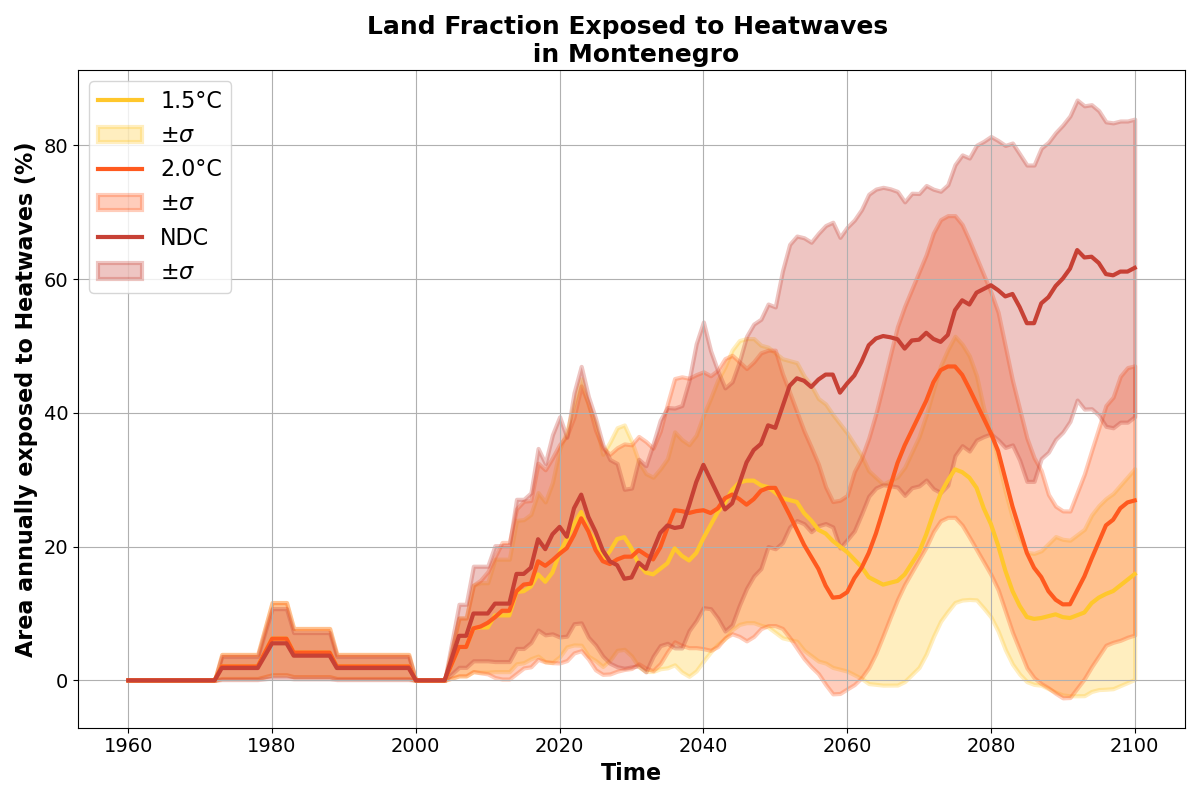 Land Fraction Exposed to Heatwaves
in Montenegro
1.5°C
±σ
2.0°C
±σ
NDC
±σ
Area annually exposed to Heatwaves (%)
80
60
40
20
0
1960 1980 2000 2020 2040 2060 2080 2100
Time